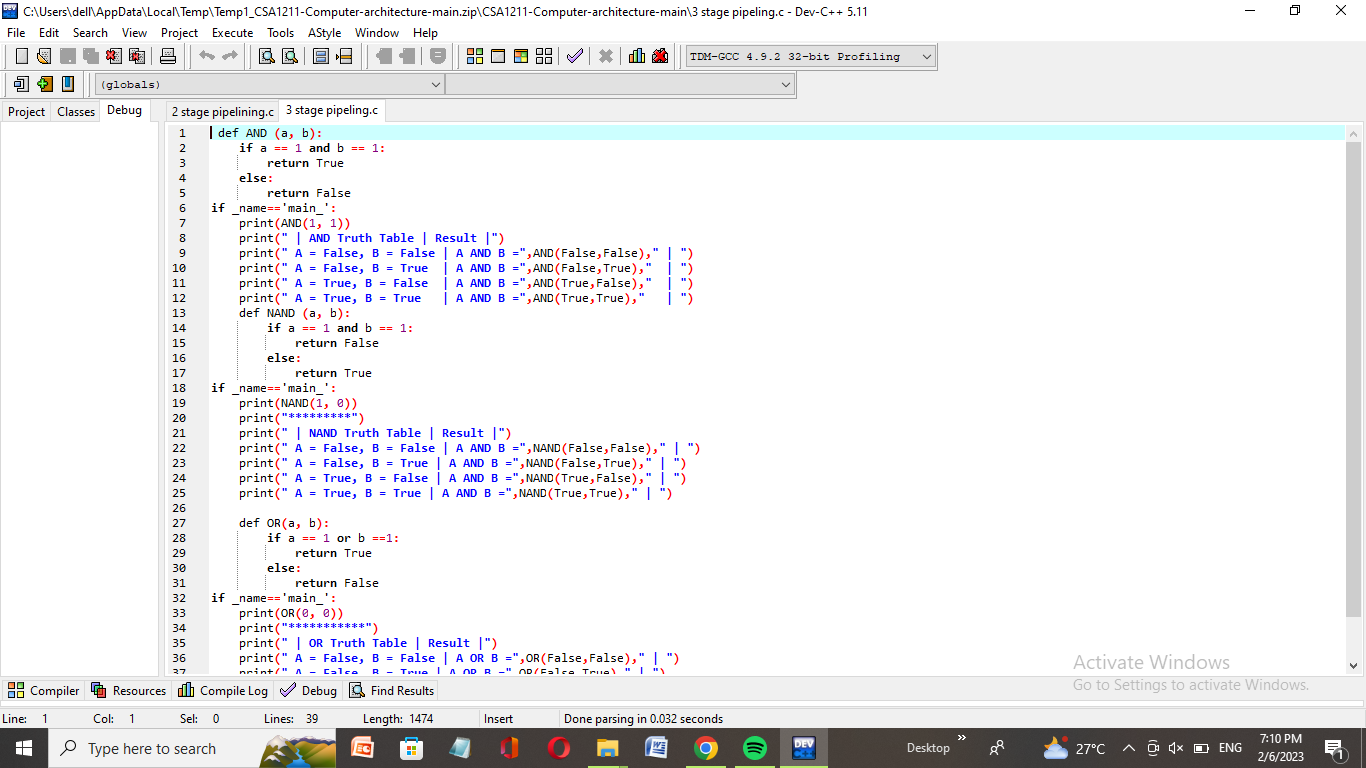 C:\Users\dell\AppData\Local\Temp\Temp1_CSA1211-Computer-architecture-main.zip\CSA1211-Computer-architecture-main\3 stage pipeling.c - Dev-C++ 5.11
File Edit Search View Project Execute Tools AStyle Window Help
TDM-GCC 4.9.2 32-bit Profiling
(globals)
Project Classes Debug 2 stage pipelining.c 3 stage pipeling.c
1 def AND (a, b):
2 if a == 1 and b == 1:
3 return True
4 else:
5 return False
6 if _name=='main_':
7 print(AND(1, 1))
8 print(" | AND Truth Table | Result |")
9 print(" A = False, B = False | A AND B =",AND(False,False)," | ")
10 print(" A = False, B = True | A AND B =",AND(False,True)," | ")
11 print(" A = True, B = False | A AND B =",AND(True,False)," | ")
12 print(" A = True, B = True | A AND B =",AND(True,True)," | ")
13 def NAND (a, b):
14 if a == 1 and b == 1:
15 return False
16 else:
17 return True
18 if _name=='main_':
19 print(NAND(1, 0))
20 print("*********")
21 print(" | NAND Truth Table | Result |")
22 print(" A = False, B = False | A AND B =",NAND(False,False)," | ")
23 print(" A = False, B = True | A AND B =",NAND(False,True)," | ")
24 print(" A = True, B = False | A AND B =",NAND(True,False)," | ")
25 print(" A = True, B = True | A AND B =",NAND(True,True)," | ")
26
27 def OR(a, b):
28 if a == 1 or b ==1:
29 return True
30 else:
31 return False
32 if _name=='main_':
33 print(OR(0, 0))
34 print("***********")
35 print(" | OR Truth Table | Result |")
36 print(" A = False, B = False | A OR B =",OR(False,False)," | ")
37 print(" A = False, B = True | A OR B =",OR(False,True)," | ")
Activate Windows
Go to Settings to activate Windows.
Compiler Resources Compile Log Debug Find Results
Line: 1 Col: 1 Sel: 0 Lines: 39 Length: 1474 Insert Done parsing in 0.032 seconds
Type here to search Desktop 27°C ENG 7:10 PM
2/6/2023 1